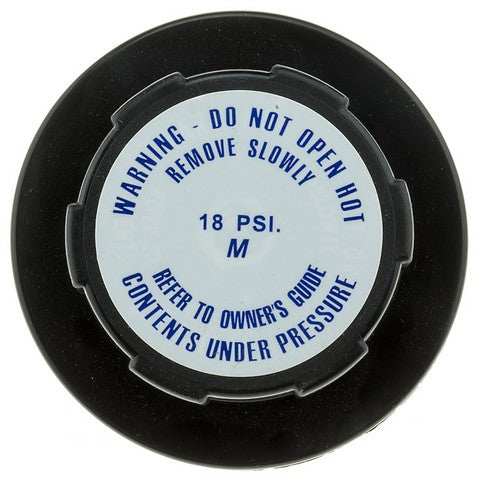 WARNING - DO NOT OPEN HOT
REMOVE SLOWLY
18 PSI.
M
REFER TO OWNER'S GUIDE
CONTENTS UNDER PRESSURE